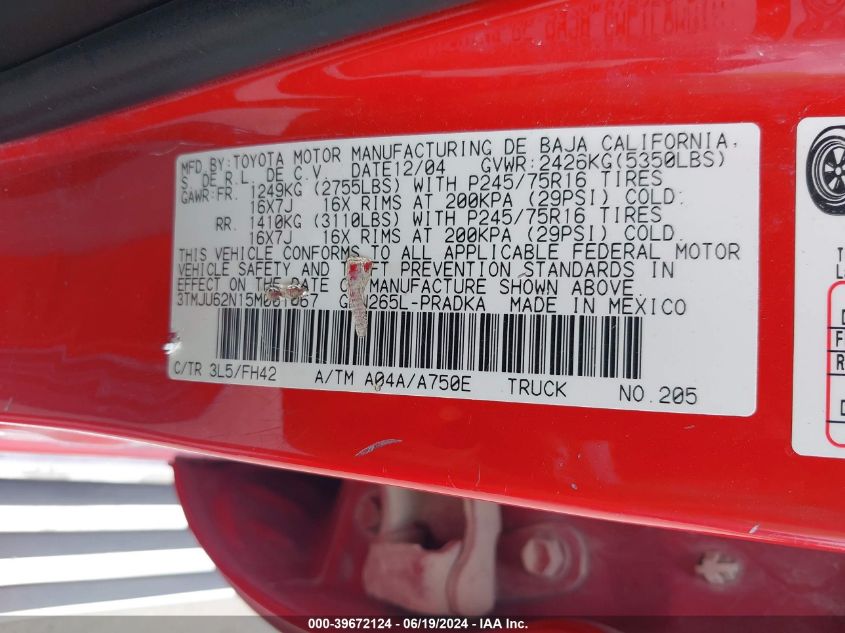 MFD.BY:TOYOTA MOTOR MANUFACTURING DE BAJA CALIFORNIA,
S DE R.L. DE C.V. DATE12/04 GVWR:2426KG(5350LBS)
GAWR:FR. 1249KG (2755LBS) WITH P245/75R16 TIRES
16X7J 16X RIMS AT 200KPA (29PSI) COLD.
RR. 1410KG (3110LBS) WITH P245/75R16 TIRES
16X7J 16X RIMS AT 200KPA (29PSI) COLD.
THIS VEHICLE CONFORMS TO ALL APPLICABLE FEDERAL MOTOR
VEHICLE SAFETY AND PREVENTION STANDARDS IN
EFFECT ON THE DATE OF MANUFACTURE SHOWN ABOVE.
MADE IN MEXICO
C/TR 3L5/FH42 A/TM A04A/A750E TRUCK NO.205
000-39672124 - 06/19/2024 - IAA Inc.